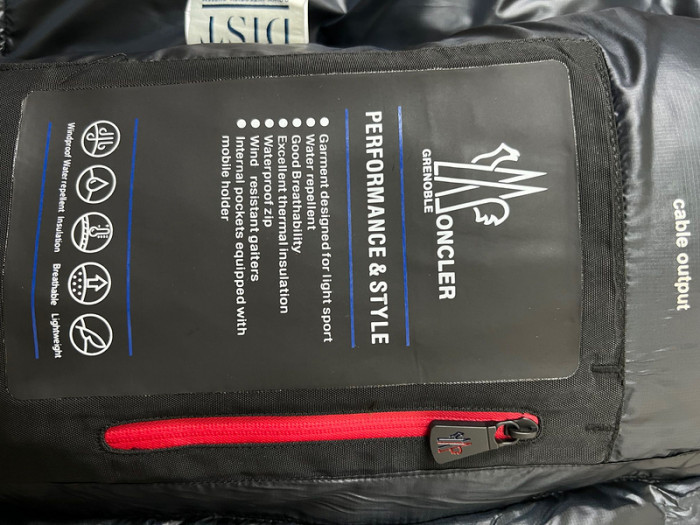 DIST
GRENOBLE
MONCLER
PERFORMANCE & STYLE
Garment designed for light sport
Water repellent
Good Breathability
Excellent thermal insulation
Waterproof zip
Wind resistant gaiters
Internal pockets equipped with
mobile holder
Windproof Water repellent Insulation Breathable Lightweight
cable output